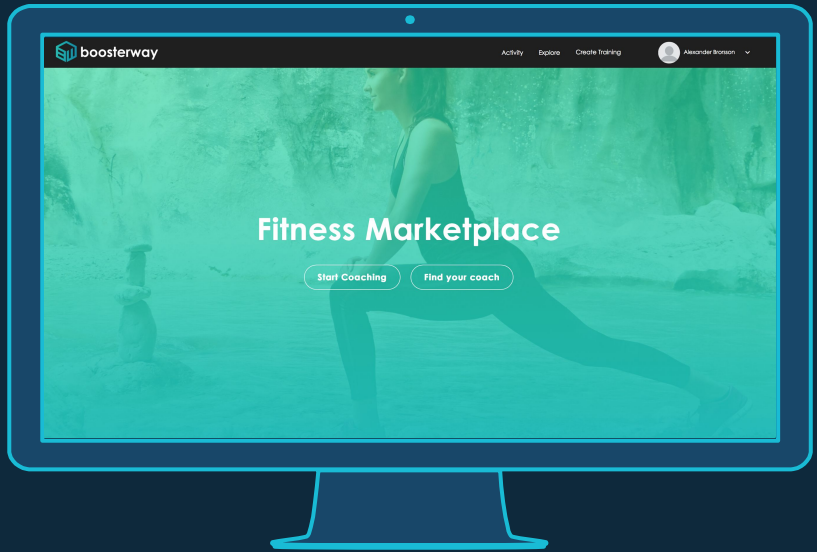 boosterway
Activity Explore Create Training Alexander Bronson
Fitness Marketplace
Start Coaching Find your coach